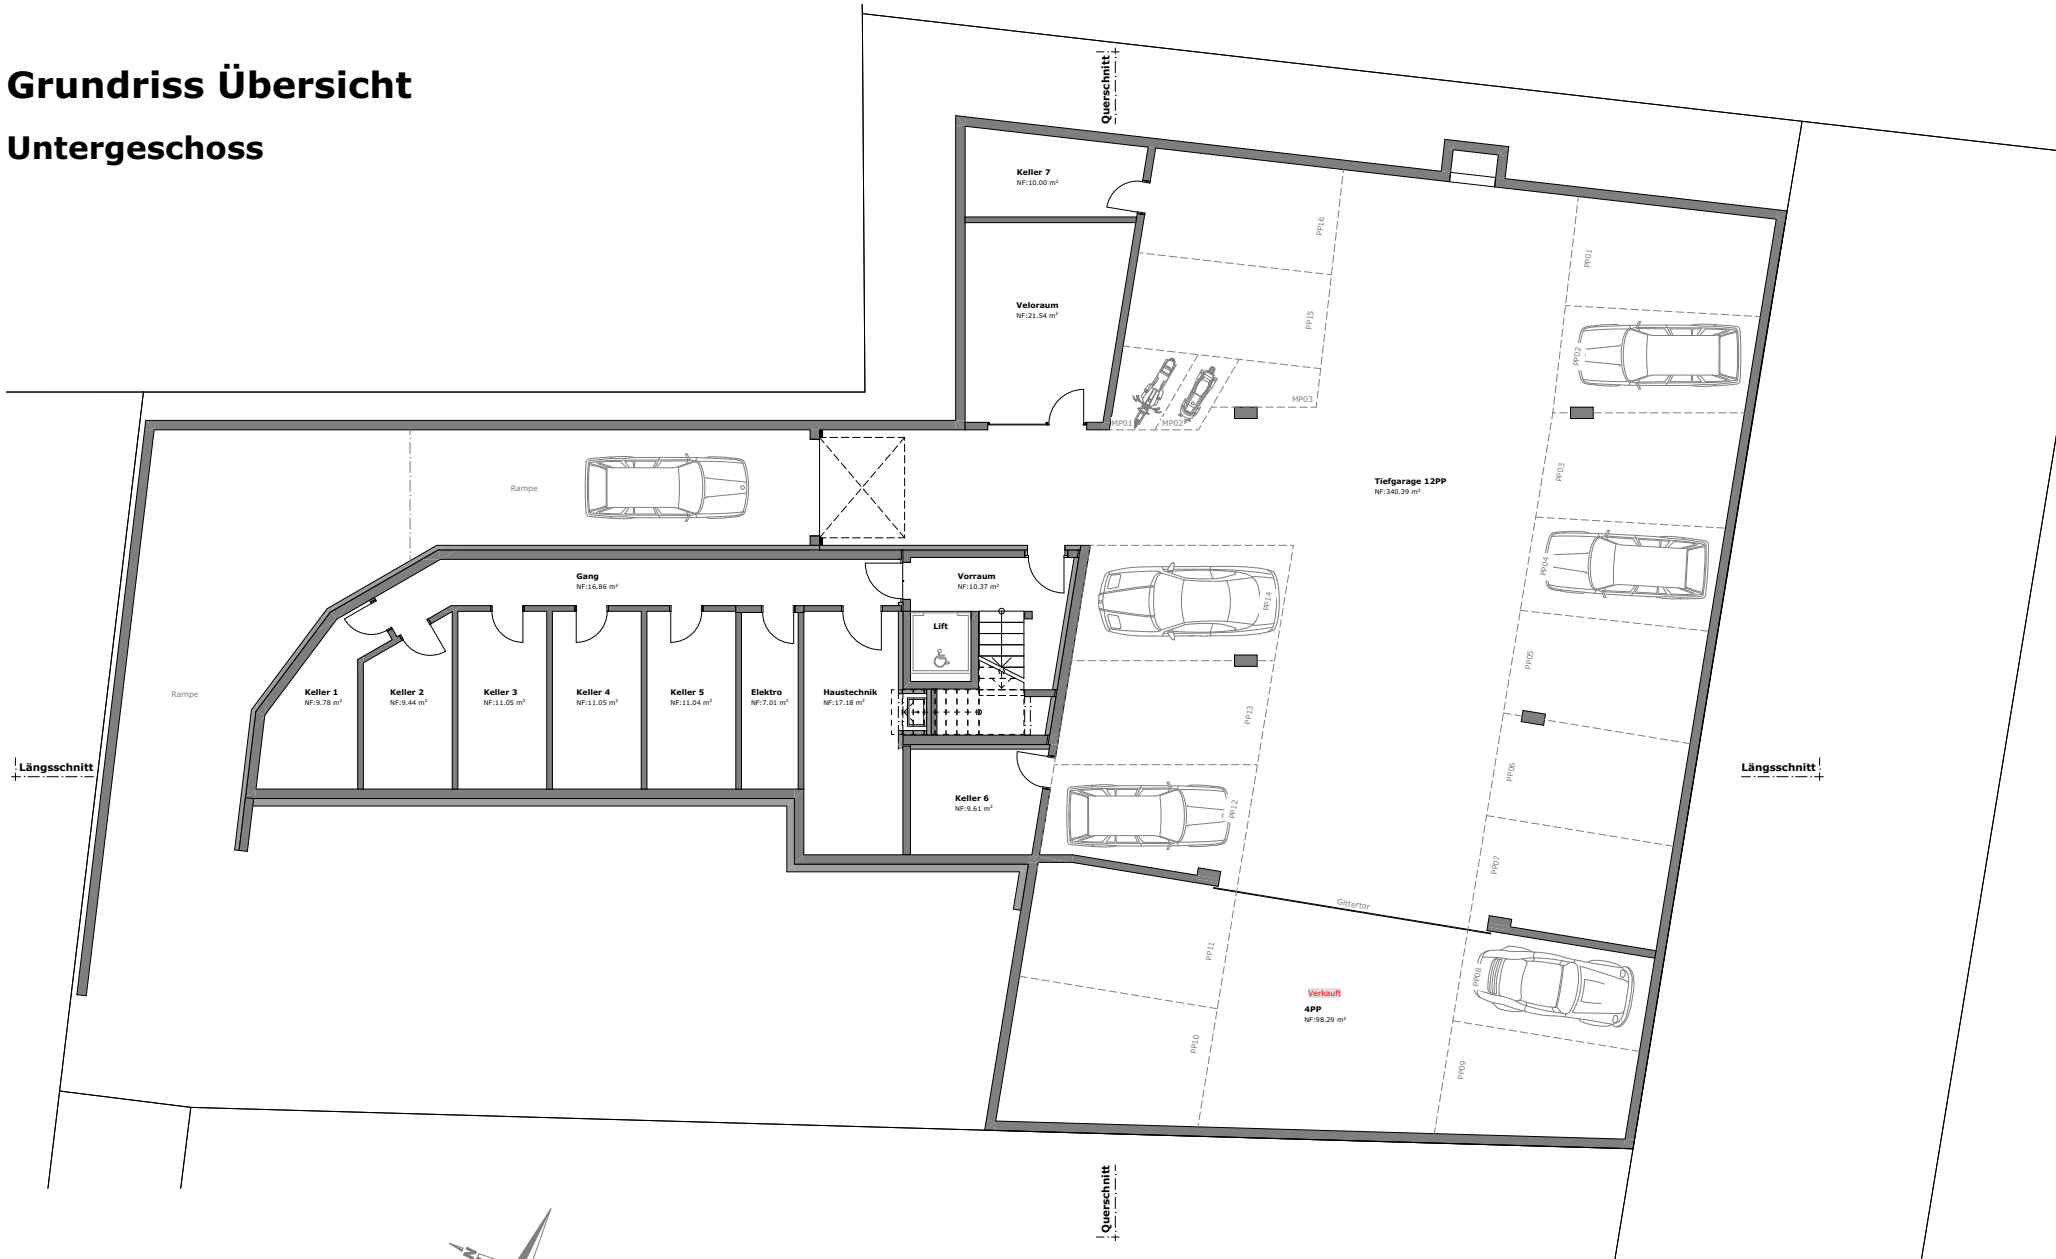 Grundriss Übersicht
Untergeschoss
Querschnitt
Keller 7
NF:10.00 m²
PP16
PP01
Veloraum
NF:21.54 m²
PP15
PP02
MP03
MP01
MP02
PP03
Tiefgarage 12PP
NF:340.39 m²
Rampe
PP04
Gang
NF:16.86 m²
Vorraum
NF:10.37 m²
PP14
Lift
PP05
Rampe
Keller 1
NF:9.78 m²
Keller 2
NF:9.44 m²
Keller 3
NF:11.05 m²
Keller 4
NF:11.05 m²
Keller 5
NF:11.04 m²
Elektro
NF:7.01 m²
Haustechnik
NF:17.18 m²
PP13
Längsschnitt
Längsschnitt
PP06
Keller 6
NF:9.61 m²
PP12
PP07
Gittertor
PP11
PP08
Verkauft
4PP
NF:98.29 m²
PP10
PP09
Querschnitt
N